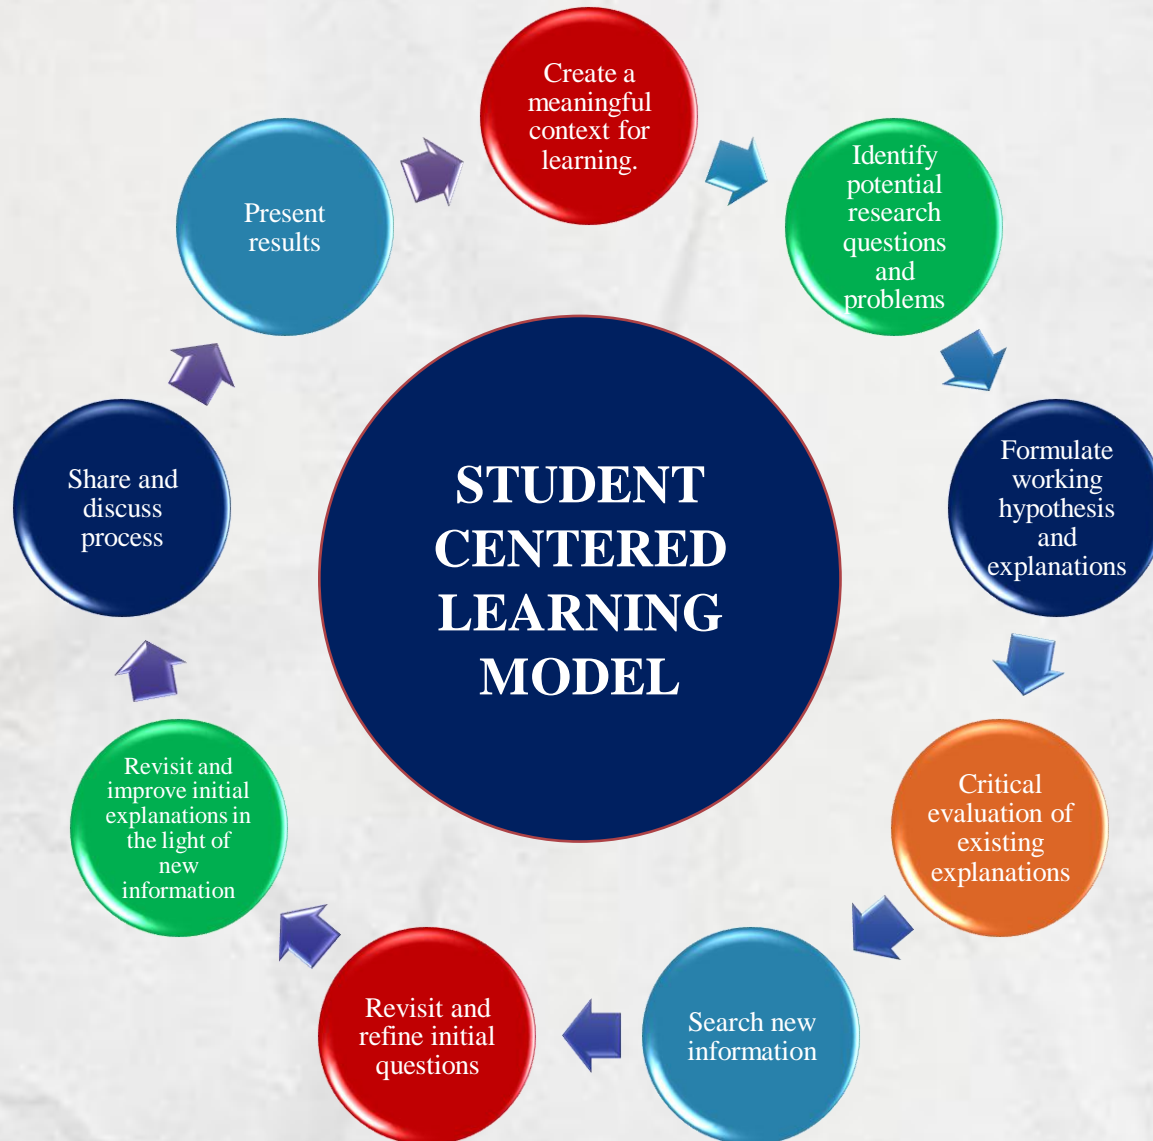 Create a
meaningful
context for
learning.
Identify
potential
research
questions
and
problems
Formulate
working
hypothesis
and
explanations
Critical
evaluation of
existing
explanations
Search new
information
Revisit and
refine initial
questions
Revisit and
improve initial
explanations in
the light of
new
information
Share and
discuss
process
Present
results
STUDENT
CENTERED
LEARNING
MODEL